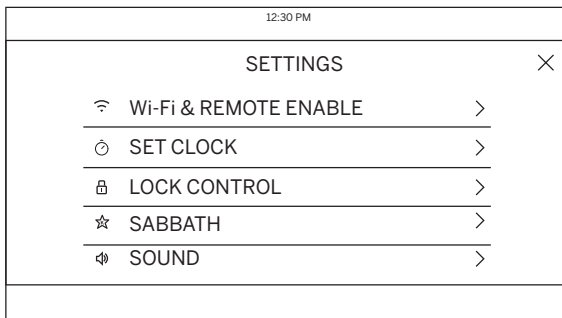 12:30 PM
SETTINGS
Wi-Fi & REMOTE ENABLE
SET CLOCK
LOCK CONTROL
SABBATH
SOUND